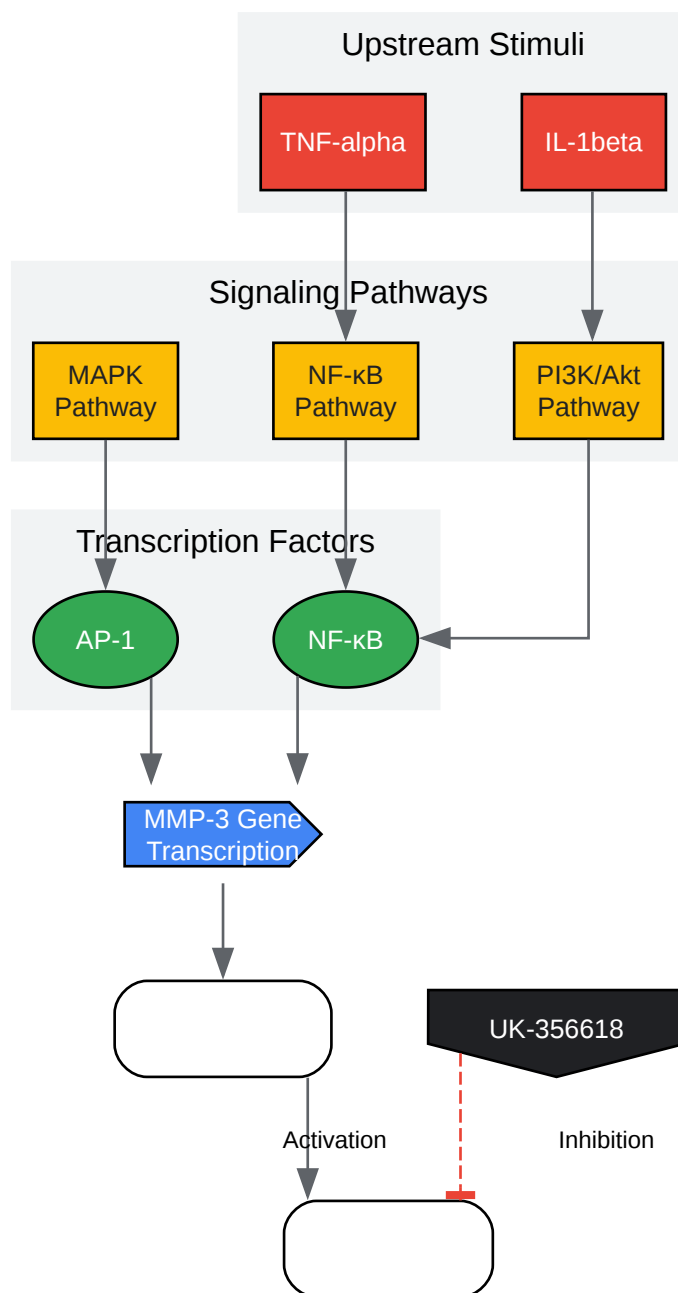 Upstream Stimuli
TNF-alpha
IL-1beta
Signaling Pathways
MAPK
Pathway
NF-κB
Pathway
PI3K/Akt
Pathway
Transcription Factors
AP-1
NF-κB
MMP-3 Gene
Transcription
UK-356618
Activation
Inhibition